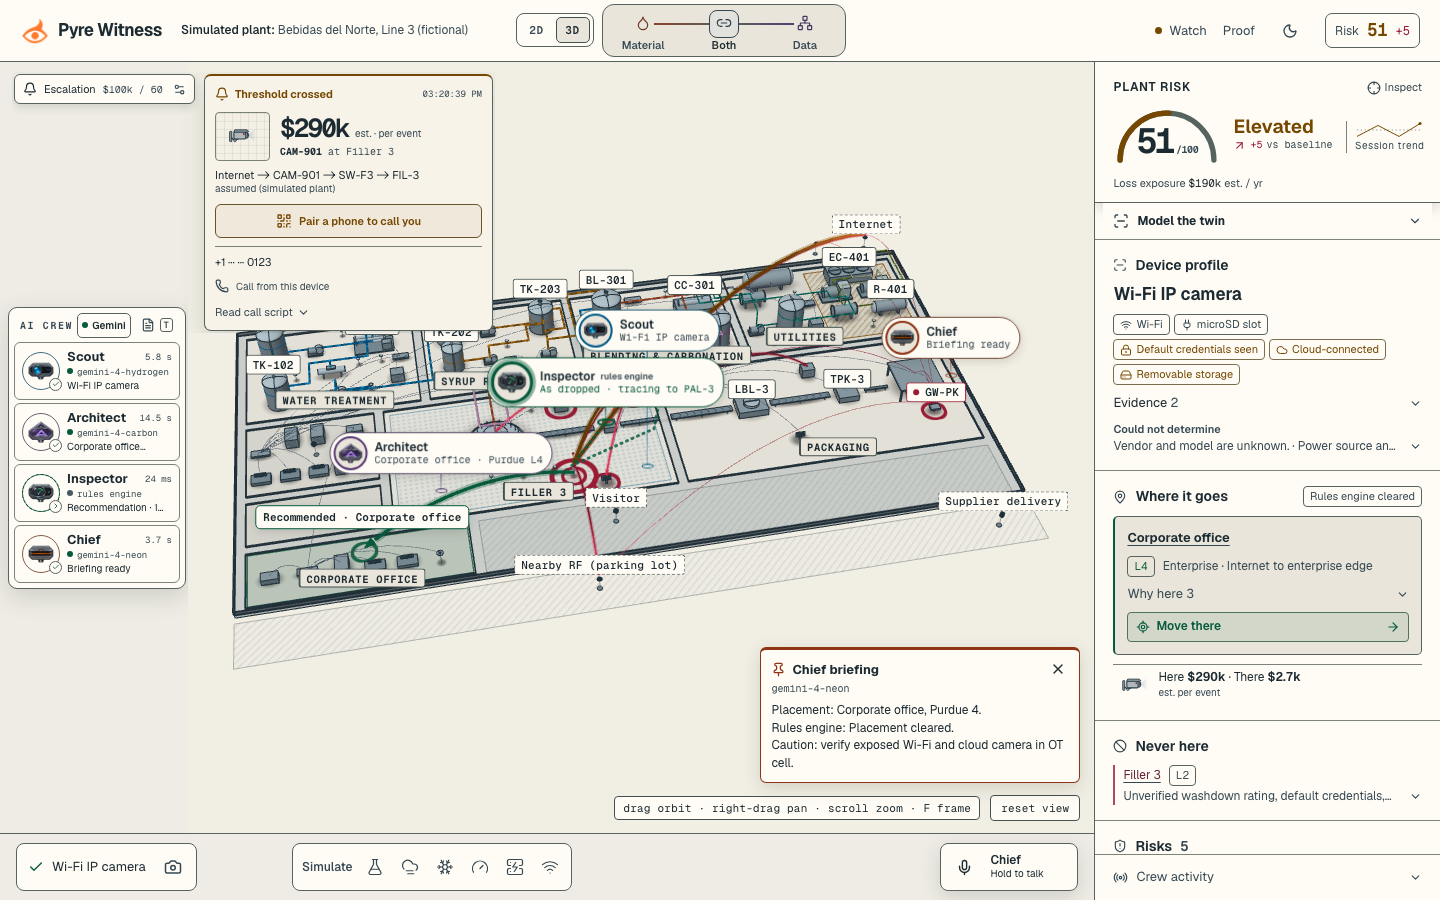 Pyre Witness
Simulated plant: Bebidas del Norte, Line 3 (fictional)
2D 3D
Material Both Data
Watch Proof
Risk 51 +5
Escalation $100k / 60
Threshold crossed 03:20:39 PM
$290k est. · per event
CAM-901 at Filler 3
Internet → CAM-901 → SW-F3 → FIL-3
assumed (simulated plant)
Pair a phone to call you
+1 ··· ··· 0123
Call from this device
Read call script
AI CREW Gemini T
Scout 5.8 s
gemini-4-hydrogen
Wi-Fi IP camera
Architect 14.5 s
gemini-4-carbon
Corporate office…
Inspector 24 ms
rules engine
Recommendation · 1…
Chief 3.7 s
gemini-4-neon
Briefing ready
Internet
EC-401
BL-301
CC-301
TK-203
R-401
Scout
Wi-Fi IP camera
Chief
Briefing ready
TK-202
UTILITIES
BLENDING & CARBONATION
TK-102
Inspector rules engine
As dropped · tracing to PAL-3
SYRUP
TPK-3
LBL-3
GW-PK
WATER TREATMENT
Architect
Corporate office · Purdue L4
PACKAGING
FILLER 3
Visitor
Supplier delivery
Recommended · Corporate office
Nearby RF (parking lot)
CORPORATE OFFICE
Chief briefing
gemini-4-neon
Placement: Corporate office, Purdue 4.
Rules engine: Placement cleared.
Caution: verify exposed Wi-Fi and cloud camera in OT
cell.
drag orbit · right-drag pan · scroll zoom · F frame
reset view
Wi-Fi IP camera
Simulate
Chief
Hold to talk
PLANT RISK Inspect
51 /100
Elevated
+5 vs baseline
Session trend
Loss exposure $190k est. / yr
Model the twin
Device profile
Wi-Fi IP camera
Wi-Fi microSD slot
Default credentials seen Cloud-connected
Removable storage
Evidence 2
Could not determine
Vendor and model are unknown. · Power source an…
Where it goes Rules engine cleared
Corporate office
L4 Enterprise · Internet to enterprise edge
Why here 3
Move there
Here $290k · There $2.7k
est. per event
Never here
Filler 3 L2
Unverified washdown rating, default credentials,…
Risks 5
Crew activity